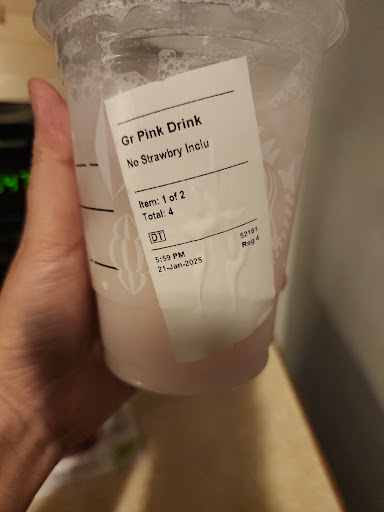 Gr Pink Drink
No Strawbry Inclu
Item: 1 of 2
Total: 4
DT
5:59 PM 52161
21-Jan-2025 Reg 4